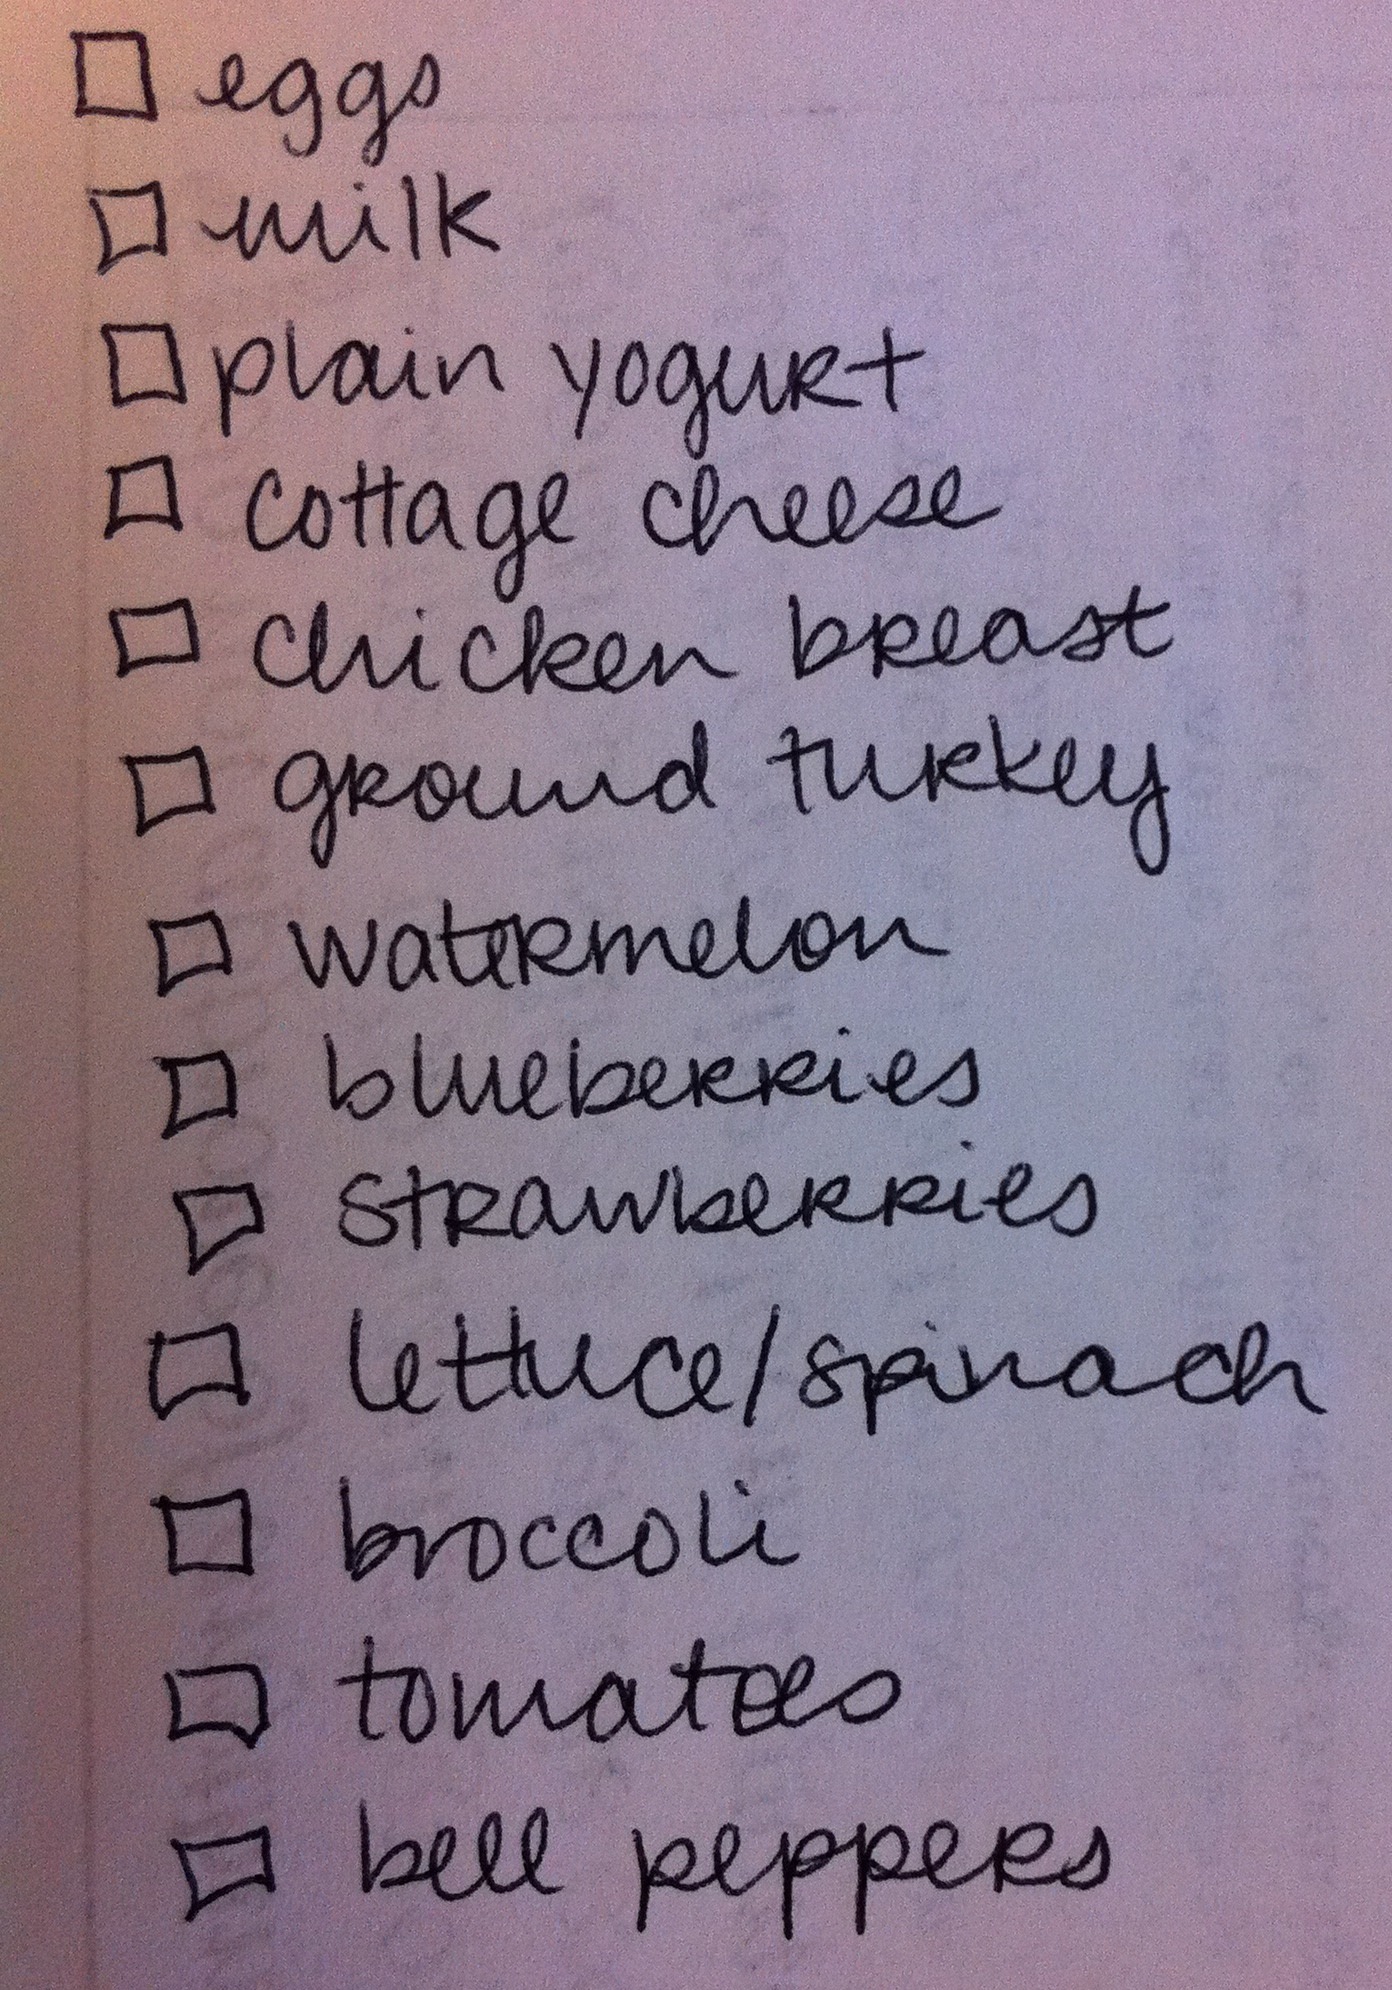 eggs
milk
plain yogurt
cottage cheese
chicken breast
ground turkey
watermelon
blueberries
strawberries
lettuce/spinach
broccoli
tomatoes
bell peppers